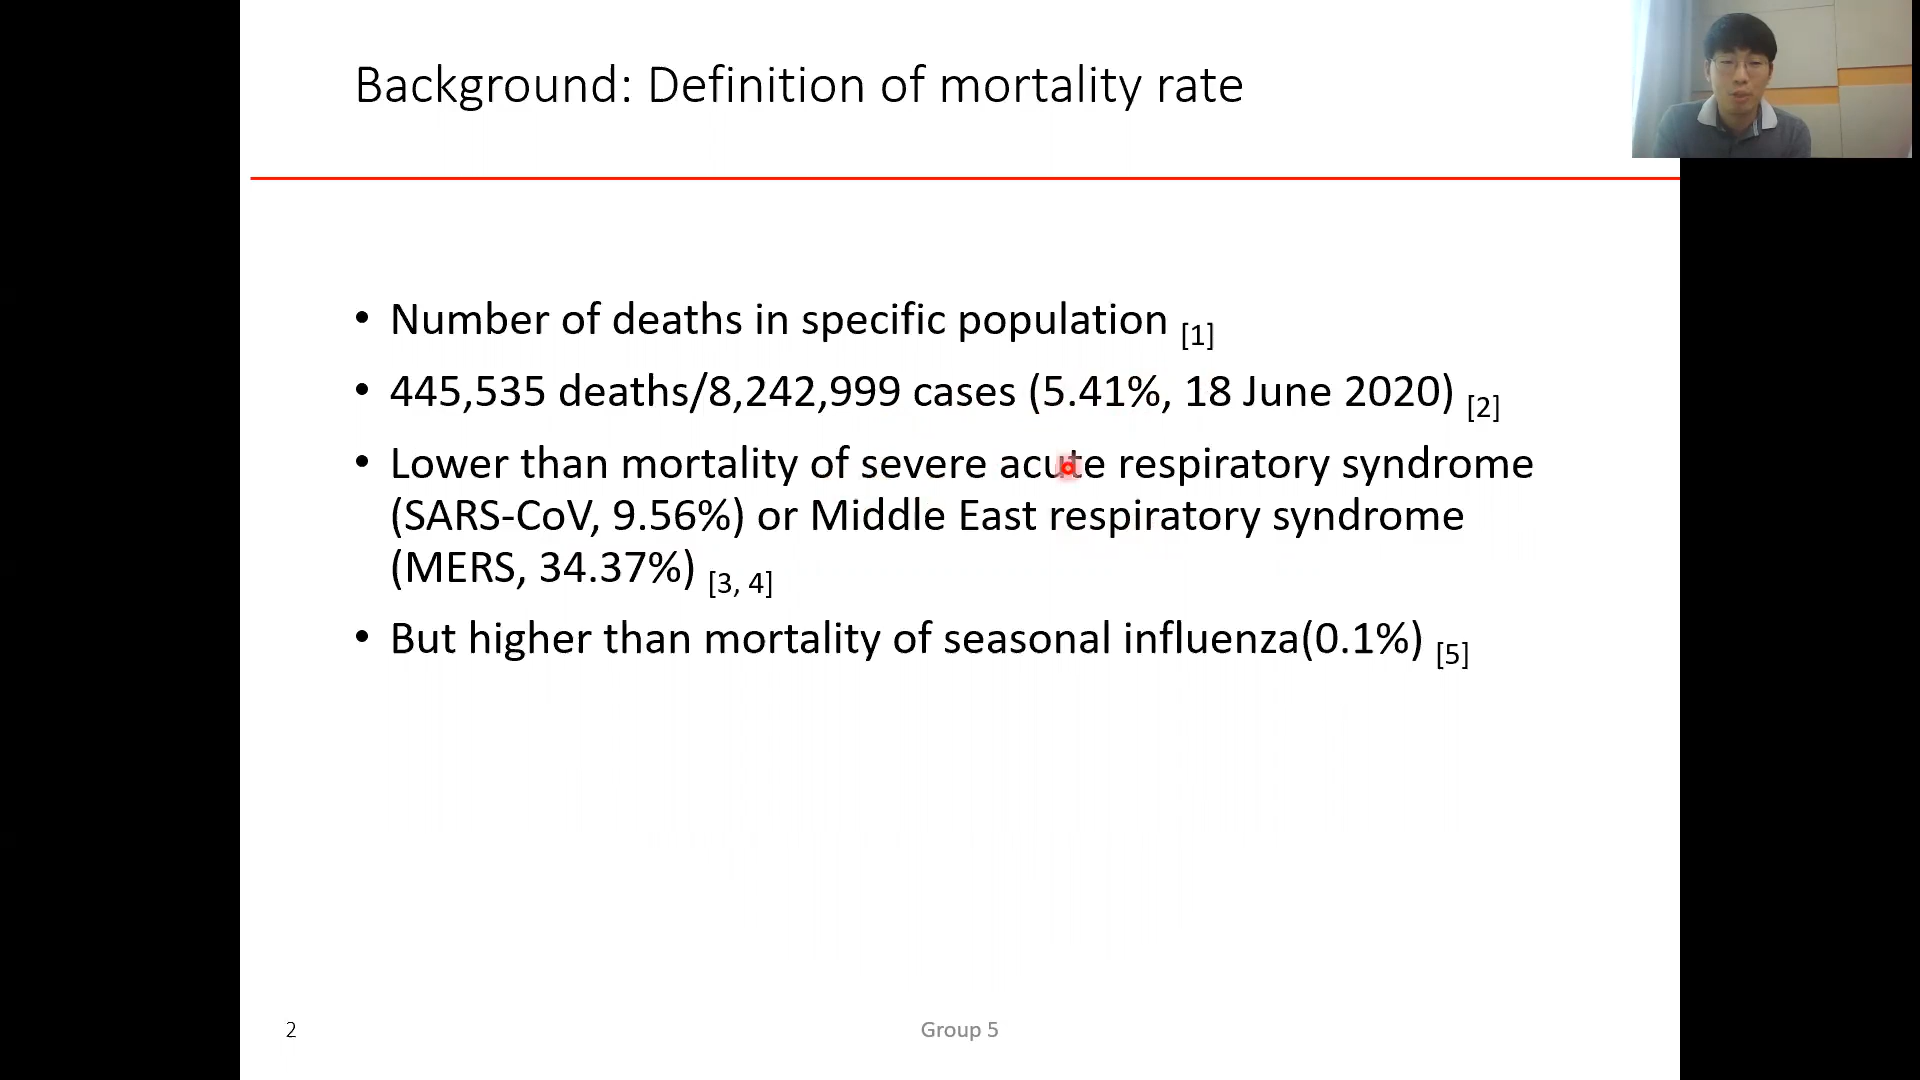 Background: Definition of mortality rate
• Number of deaths in specific population [1]
• 445,535 deaths/8,242,999 cases (5.41%, 18 June 2020) [2]
• Lower than mortality of severe acute respiratory syndrome
(SARS-CoV, 9.56%) or Middle East respiratory syndrome
(MERS, 34.37%) [3, 4]
• But higher than mortality of seasonal influenza(0.1%) [5]
2
Group 5